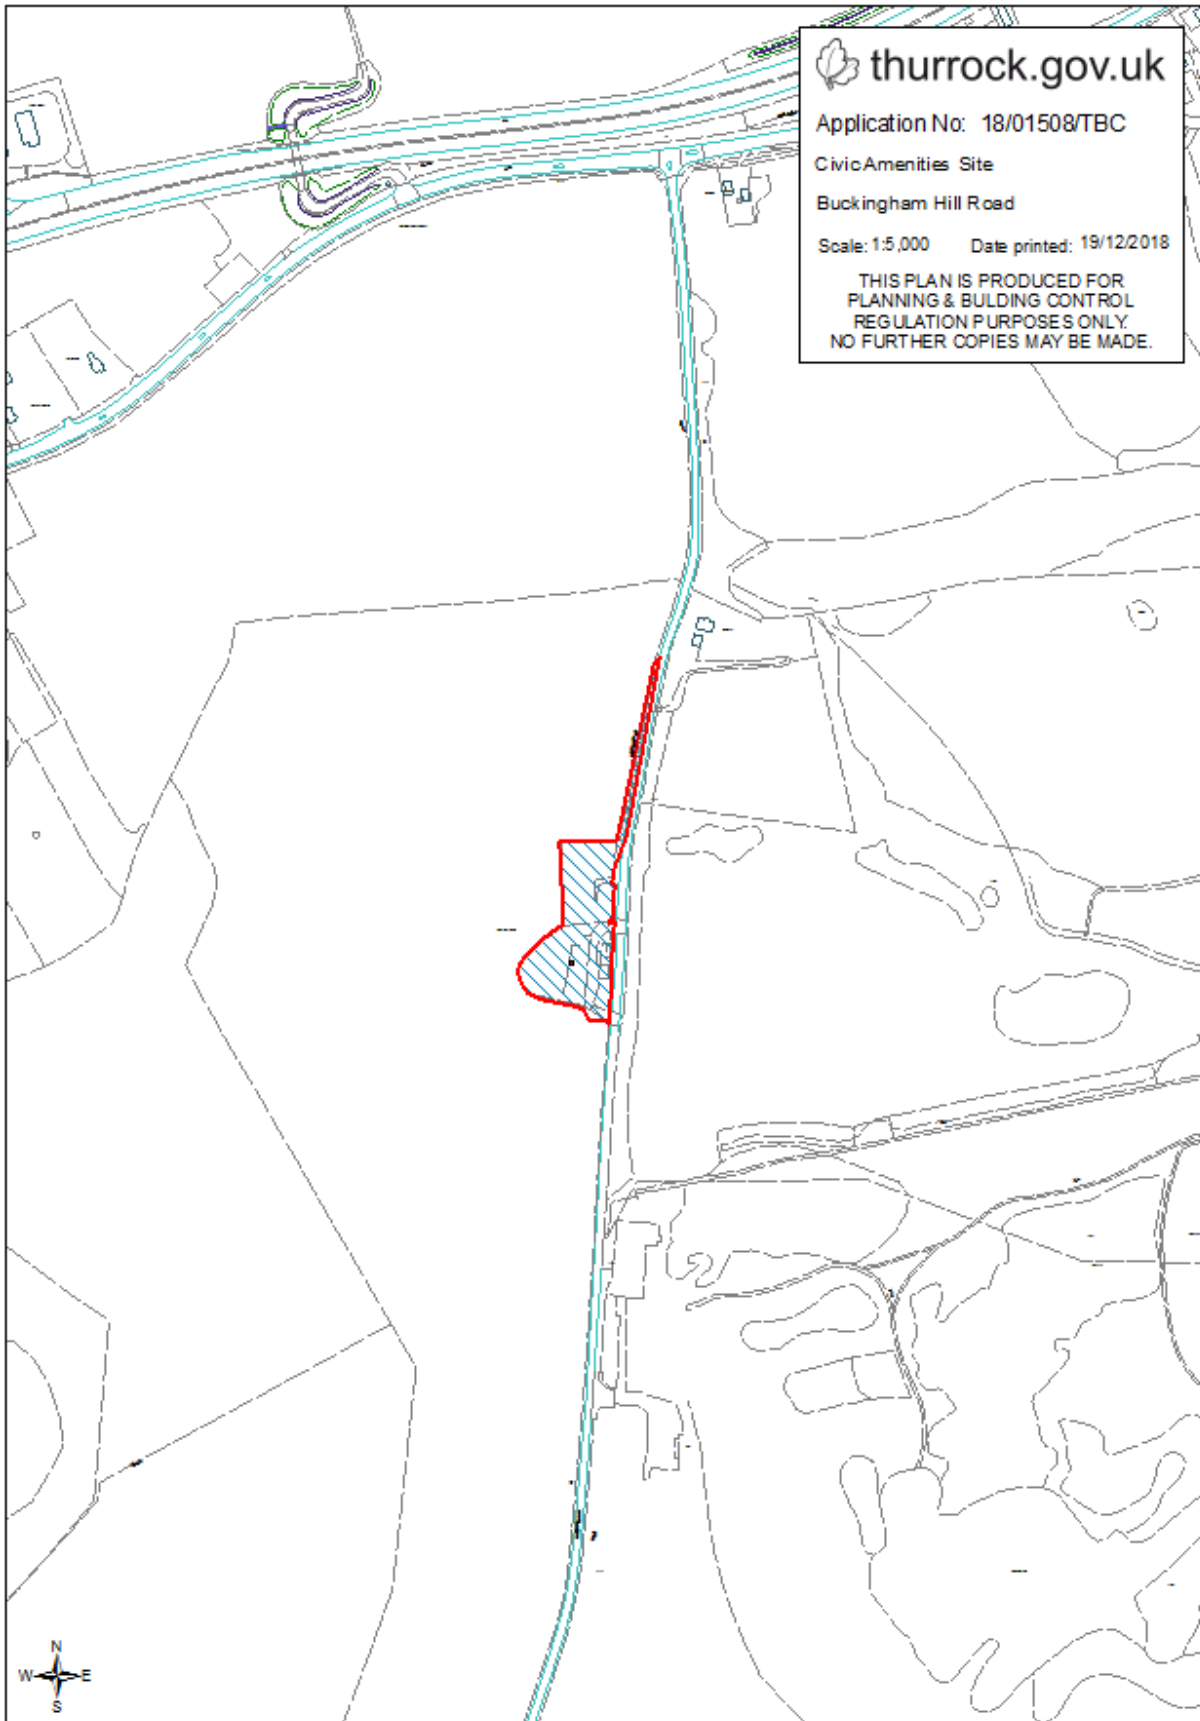 thurrock.gov.uk
Application No: 18/01508/TBC
Civic Amenities Site
Buckingham Hill Road
Scale: 1:5,000 Date printed: 19/12/2018
THIS PLAN IS PRODUCED FOR
PLANNING & BULDING CONTROL
REGULATION PURPOSES ONLY.
NO FURTHER COPIES MAY BE MADE.
N
W E
S